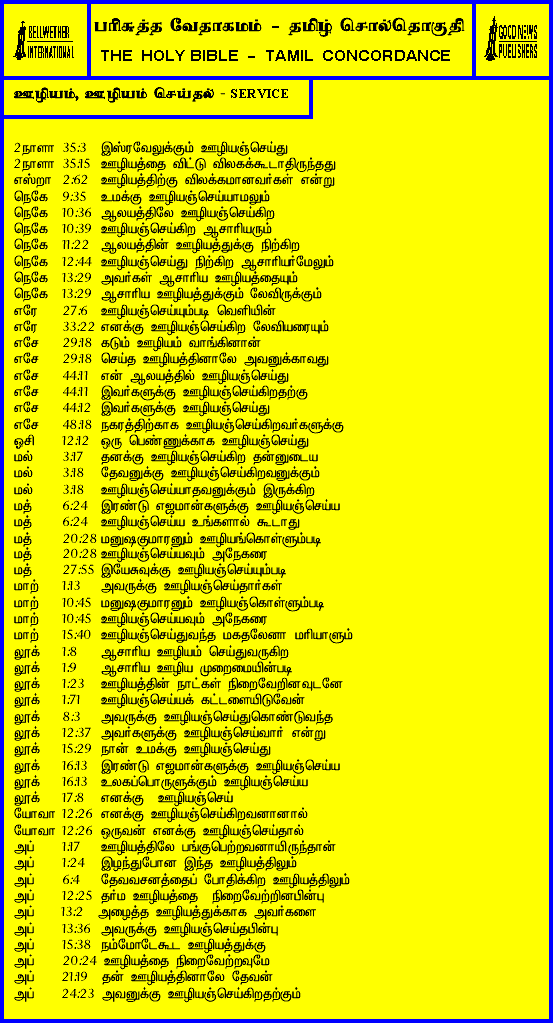 BELLWETHER
INTERNATIONAL
பரிசுத்த வேதாகமம் - தமிழ் சொல்தொகுதி
THE HOLY BIBLE - TAMIL CONCORDANCE
GOOD NEWS
PUBLISHERS
ஊழியம், ஊழியம் செய்தல் - SERVICE
2நாளா 35:3 இஸ்ரவேலுக்கும் ஊழியஞ்செய்து
2நாளா 35:15 ஊழியத்தை விட்டு விலகக்கூடாதிருந்தது
எஸ்றா 2:62 ஊழியத்திற்கு விலக்கமானவர்கள் என்று
நெகே 9:35 உமக்கு ஊழியஞ்செய்யாமலும்
நெகே 10:36 ஆலயத்திலே ஊழியஞ்செய்கிற
நெகே 10:39 ஊழியஞ்செய்கிற ஆசாரியரும்
நெகே 11:22 ஆலயத்தின் ஊழியத்துக்கு நிற்கிற
நெகே 12:44 ஊழியஞ்செய்து நிற்கிற ஆசாரியர்மேலும்
நெகே 13:29 அவர்கள் ஆசாரிய ஊழியத்தையும்
நெகே 13:29 ஆசாரிய ஊழியத்துக்கும் லேவிருக்கும்
எரே 27:6 ஊழியஞ்செய்யும்படி வெளியின்
எரே 33:22 எனக்கு ஊழியஞ்செய்கிற லேவியரையும்
எசே 29:18 கடும் ஊழியம் வாங்கினான்
எசே 29:18 செய்த ஊழியத்தினாலே அவனுக்காவது
எசே 44:11 என் ஆலயத்தில் ஊழியஞ்செய்து
எசே 44:11 இவர்களுக்கு ஊழியஞ்செய்கிறதற்கு
எசே 44:12 இவர்களுக்கு ஊழியஞ்செய்து
எசே 48:18 நகரத்திற்காக ஊழியஞ்செய்கிறவர்களுக்கு
ஓசி 12:12 ஒரு பெண்ணுக்காக ஊழியஞ்செய்து
மல் 3:17 தனக்கு ஊழியஞ்செய்கிற தன்னுடைய
மல் 3:18 தேவனுக்கு ஊழியஞ்செய்கிறவனுக்கும்
மல் 3:18 ஊழியஞ்செய்யாதவனுக்கும் இருக்கிற
மத் 6:24 இரண்டு எஜமான்களுக்கு ஊழியஞ்செய்ய
மத் 6:24 ஊழியஞ்செய்ய உங்களால் கூடாது
மத் 20:28 மனுஷகுமாரனும் ஊழியங்கொள்ளும்படி
மத் 20:28 ஊழியஞ்செய்யவும் அநேகரை
மத் 27:55 இயேசுவுக்கு ஊழியஞ்செய்யும்படி
மாற் 1:13 அவருக்கு ஊழியஞ்செய்தார்கள்
மாற் 10:45 மனுஷகுமாரனும் ஊழியங்கொள்ளும்படி
மாற் 10:45 ஊழியஞ்செய்யவும் அநேகரை
மாற் 15:40 ஊழியஞ்செய்துவந்த மகதலேனா மரியாளும்
லூக் 1:8 ஆசாரிய ஊழியம் செய்துவருகிற
லூக் 1:9 ஆசாரிய ஊழிய முறைமையின்படி
லூக் 1:23 ஊழியத்தின் நாட்கள் நிறைவேறினவுடனே
லூக் 1:71 ஊழியஞ்செய்யக் கட்டளையிடுவேன்
லூக் 8:3 அவருக்கு ஊழியஞ்செய்துகொண்டுவந்த
லூக் 12:37 அவர்களுக்கு ஊழியஞ்செய்வார் என்று
லூக் 15:29 நான் உமக்கு ஊழியஞ்செய்து
லூக் 16:13 இரண்டு எஜமான்களுக்கு ஊழியஞ்செய்ய
லூக் 16:13 உலகப்பொருளுக்கும் ஊழியஞ்செய்ய
லூக் 17:8 எனக்கு ஊழியஞ்செய்
யோவா 12:26 எனக்கு ஊழியஞ்செய்கிறவனானால்
யோவா 12:26 ஒருவன் எனக்கு ஊழியஞ்செய்தால்
அப் 1:17 ஊழியத்திலே பங்குபெற்றவனாயிருந்தான்
அப் 1:24 இழந்துபோன இந்த ஊழியத்திலும்
அப் 6:4 தேவவசனத்தைப் போதிக்கிற ஊழியத்திலும்
அப் 12:25 தர்ம ஊழியத்தை நிறைவேற்றினபின்பு
அப் 13:2 அழைத்த ஊழியத்துக்காக அவர்களை
அப் 13:36 அவருக்கு ஊழியஞ்செய்தபின்பு
அப் 15:38 நம்மோடேகூட ஊழியத்துக்கு
அப் 20:24 ஊழியத்தை நிறைவேற்றவுமே
அப் 21:19 தன் ஊழியத்தினாலே தேவன்
அப் 24:23 அவனுக்கு ஊழியஞ்செய்கிறதற்கும்